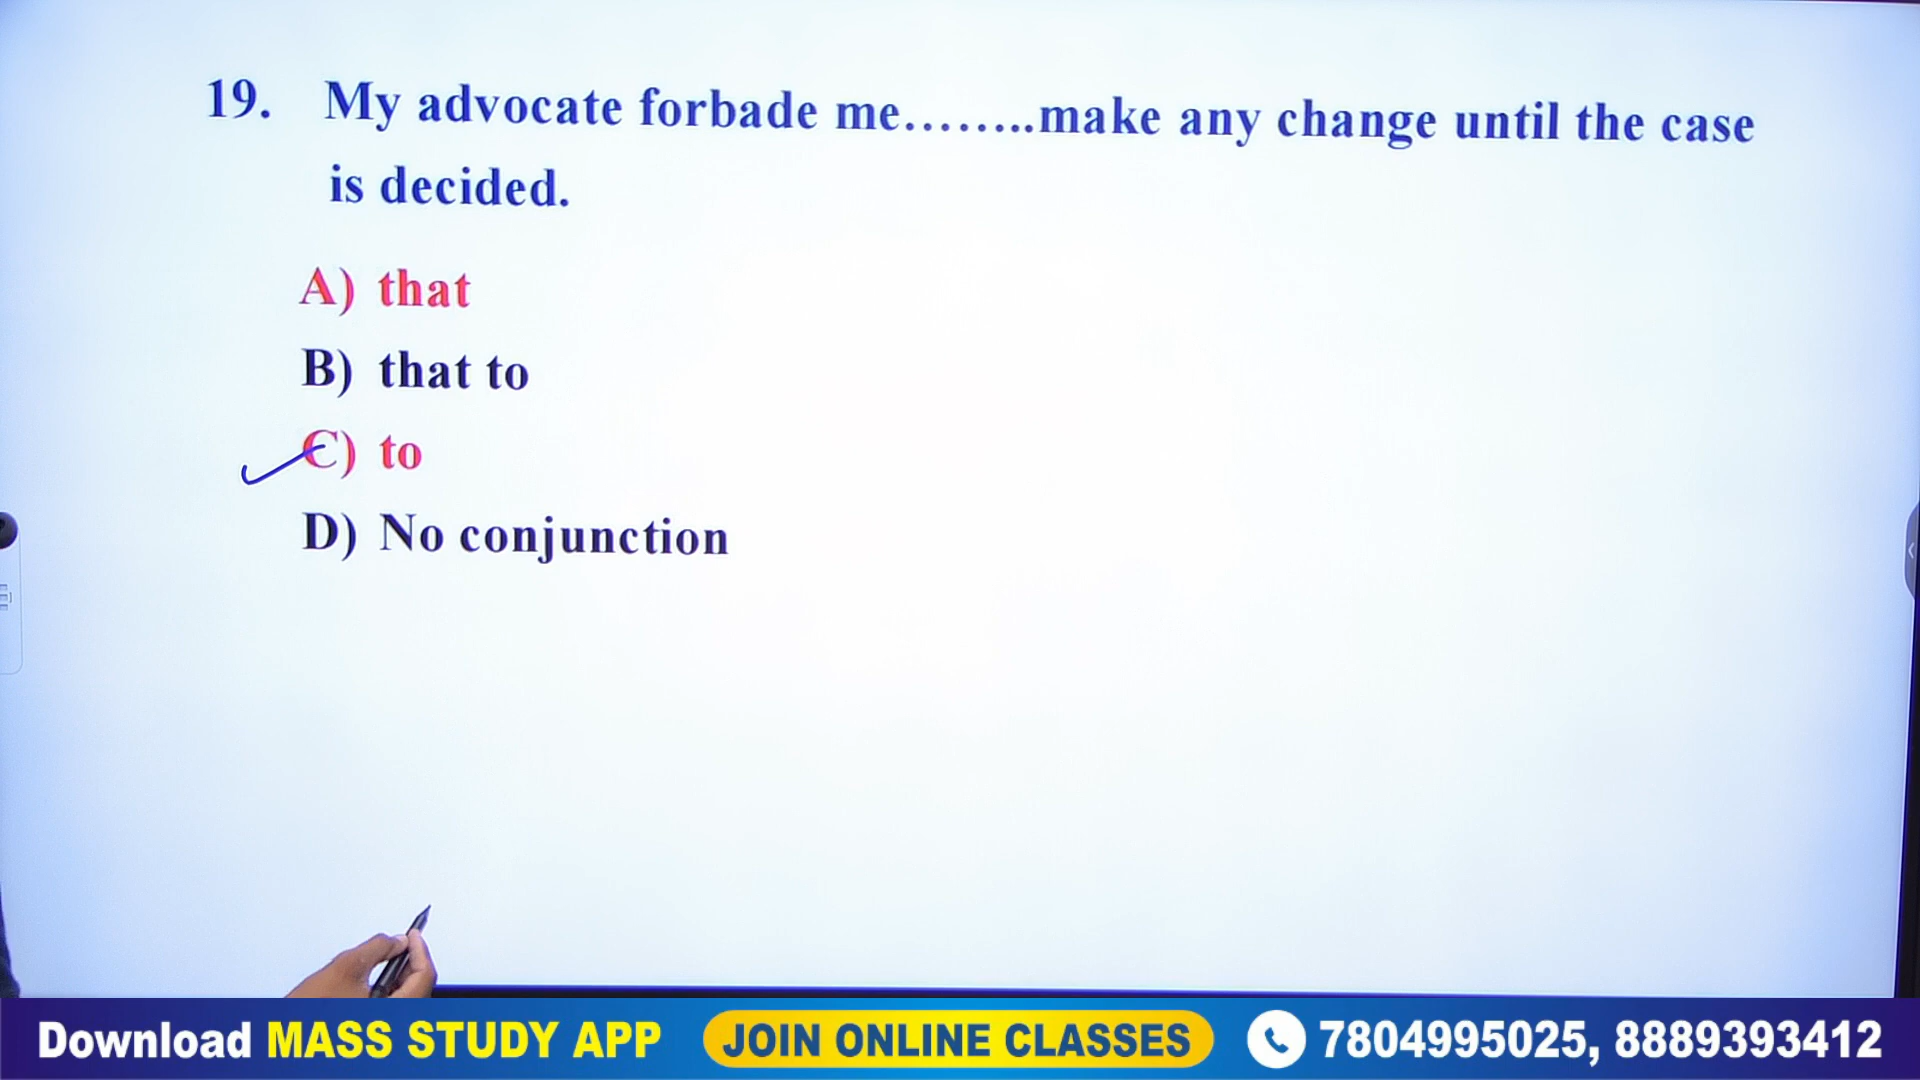 19. My advocate forbade me........make any change until the case
is decided.
A) that
B) that to
C) to
D) No conjunction
Download MASS STUDY APP JOIN ONLINE CLASSES 7804995025, 8889393412